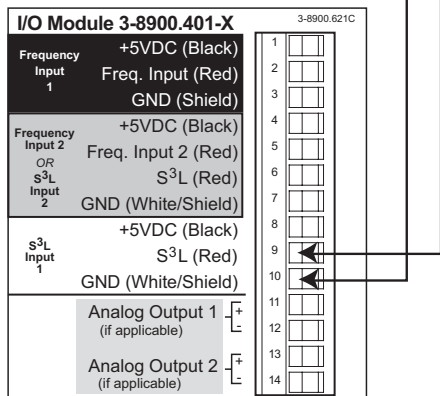 I/O Module 3-8900.401-X
3-8900.621C
Frequency Input 1
+5VDC (Black) 1
Freq. Input (Red) 2
GND (Shield) 3
Frequency Input 2 OR S3L Input 2
+5VDC (Black) 4
Freq. Input 2 (Red) 5
S3L (Red) 6
GND (White/Shield) 7
S3L Input 1
+5VDC (Black) 8
S3L (Red) 9
GND (White/Shield) 10
Analog Output 1 + 11
(if applicable) - 12
Analog Output 2 + 13
(if applicable) - 14